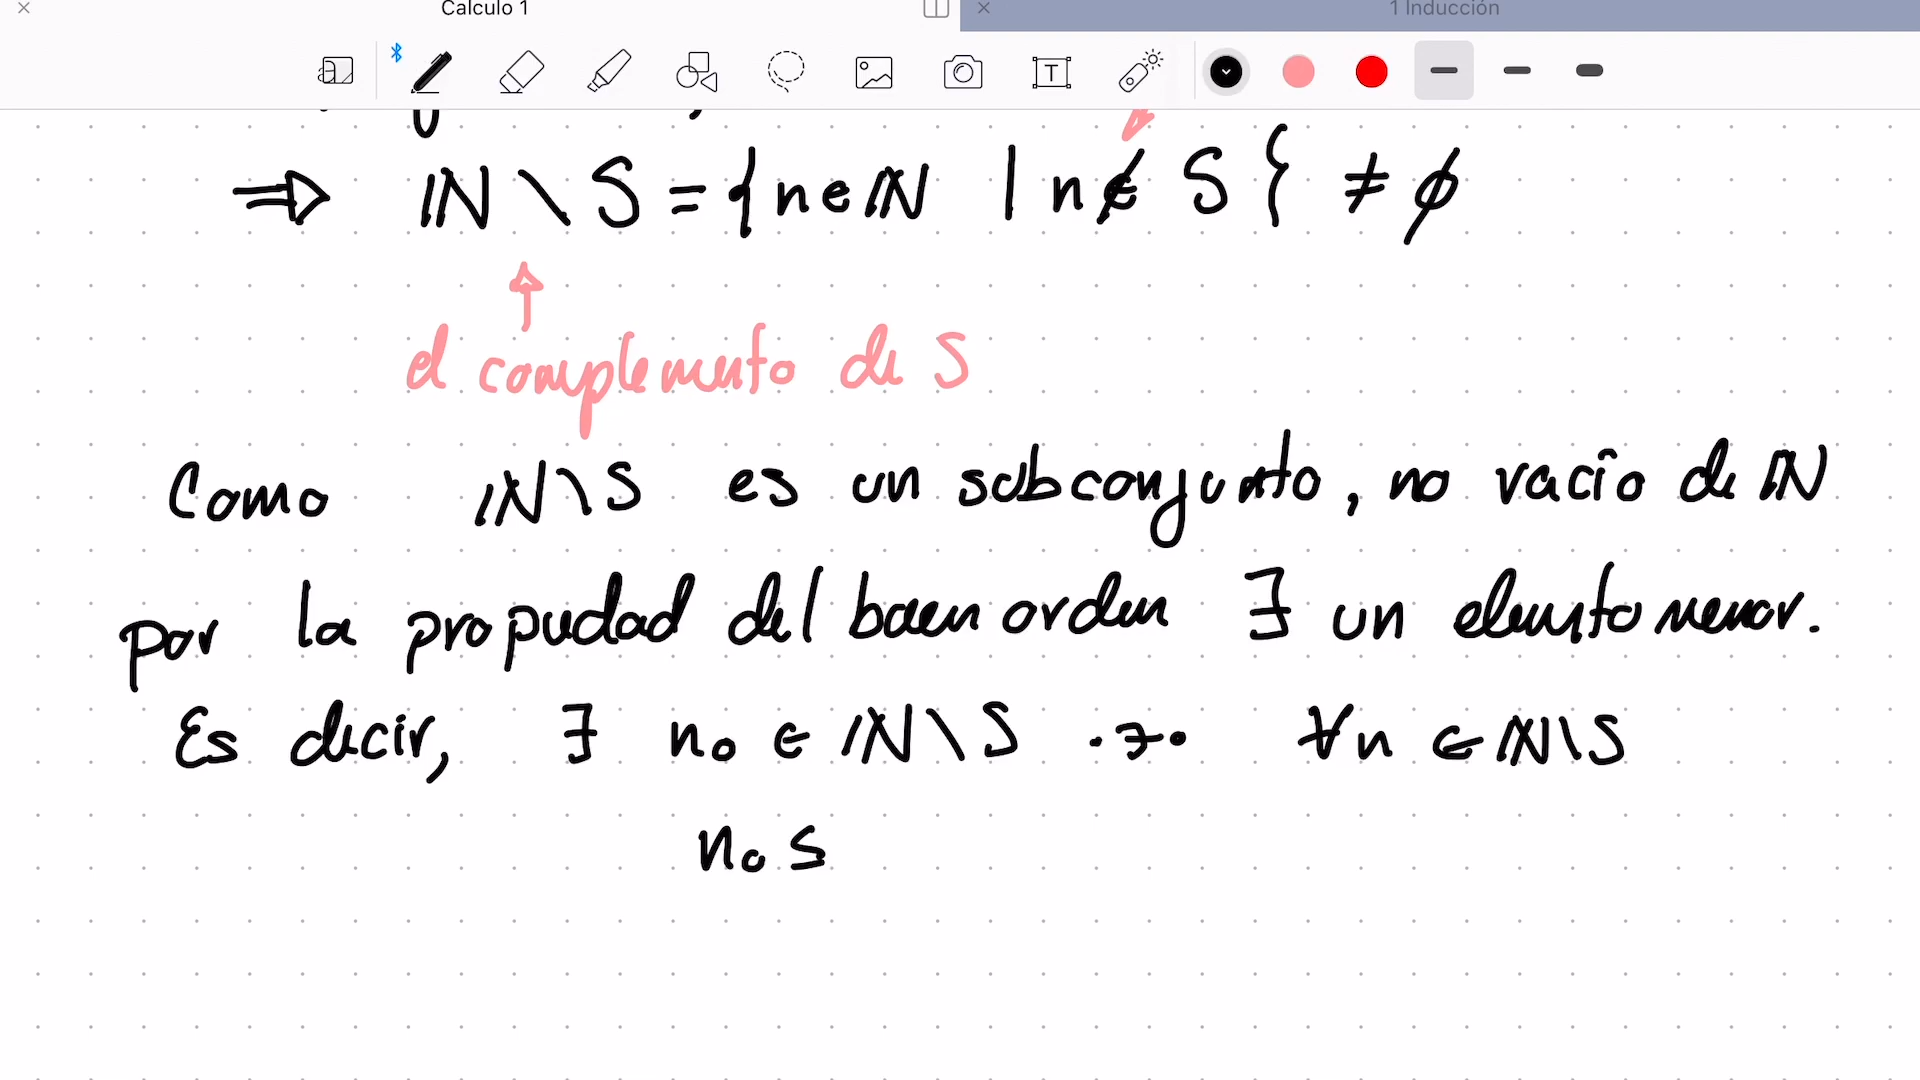 Calculo 1
1 Inducción
⇒ ℕ \ S = { n ∈ ℕ | n ∉ S } ≠ ∅
el complemento de S
Como ℕ\S es un subconjunto, no vacío de ℕ
por la propiedad del buen orden ∃ un elemento menor.
Es decir, ∃ n₀ ∈ ℕ\S ·∋· ∀n ∈ ℕ\S
n₀ ≤